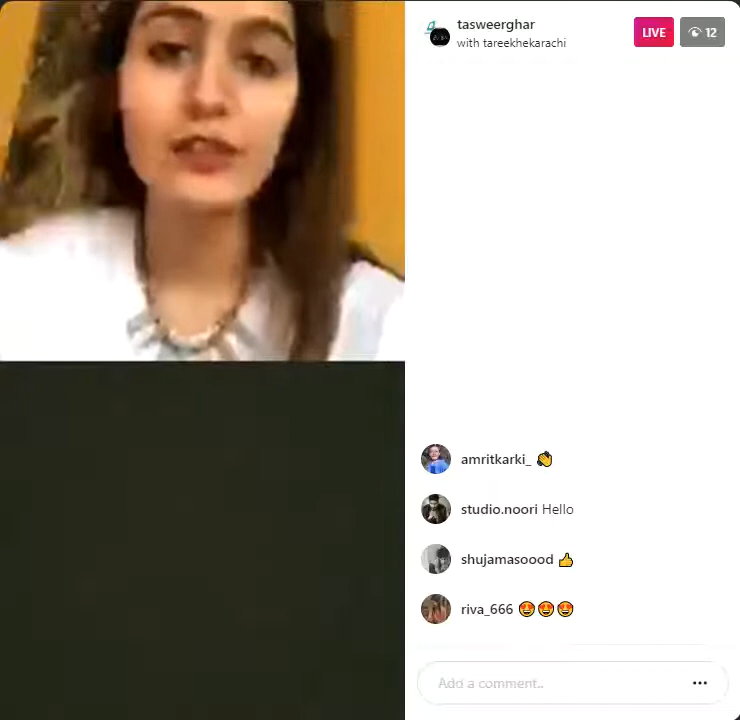 tasweerghar
with tareekhekarachi
LIVE
12
amritkarki_ 👏
studio.noori Hello
shujamasoood 👍
riva_666 🤩🤩🤩
Add a comment..